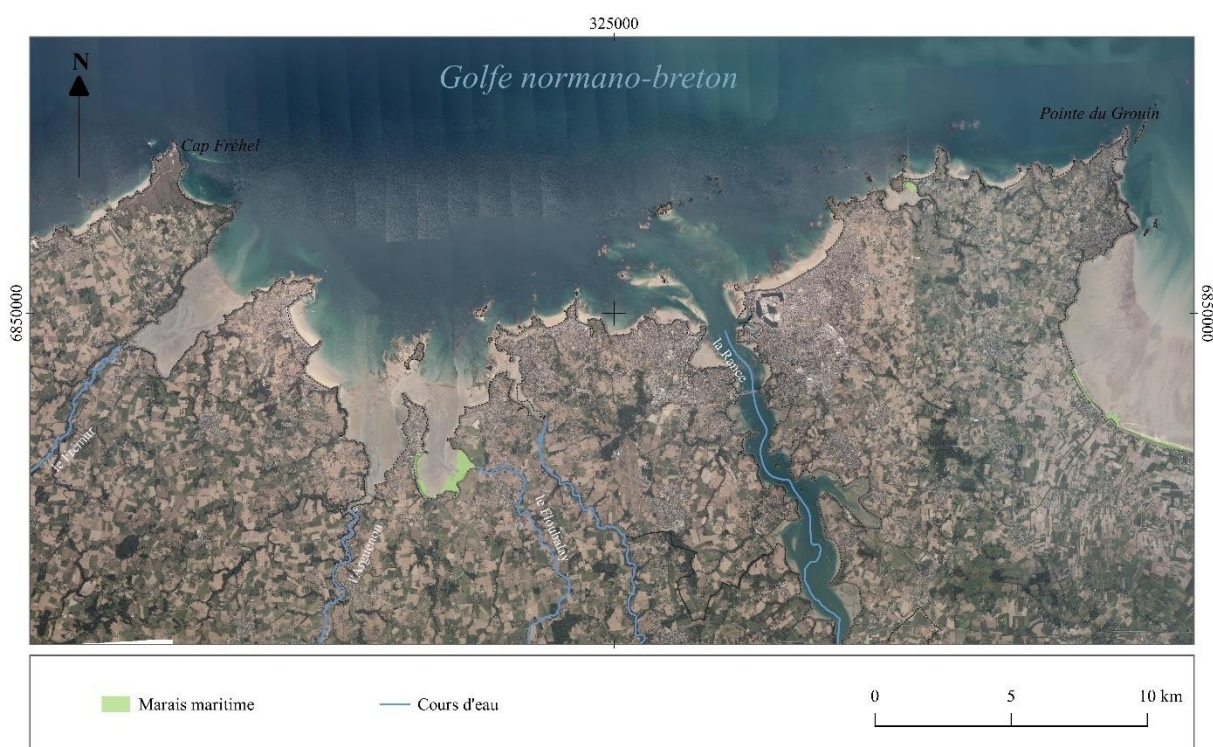 325000
N
Golfe normano-breton
Pointe du Grouin
Cap Fréhel
6850000
6850000
la Rance
le Frémur
le Floubalay
l'Arguenon
Marais maritime
Cours d'eau
0 5 10 km